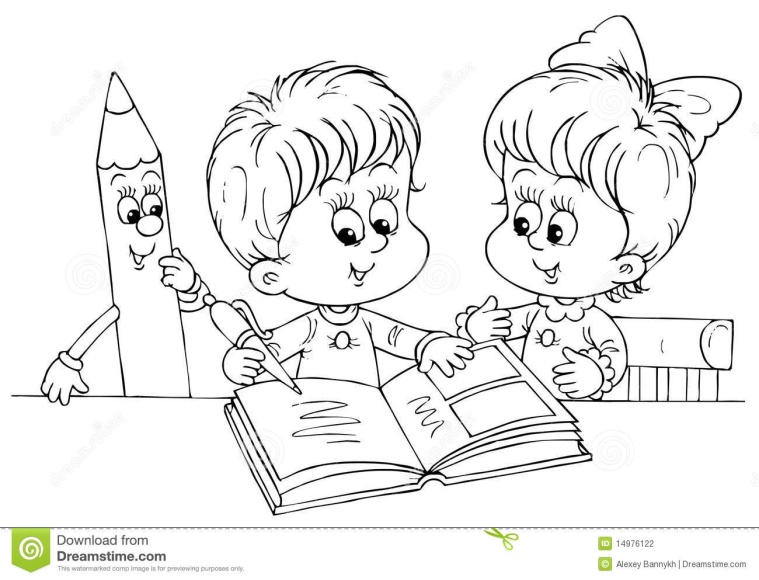 Download from
Dreamstime.com
This watermarked comp image is for previewing purposes only.
ID 14976122
© Alexey Bannykh | Dreamstime.com